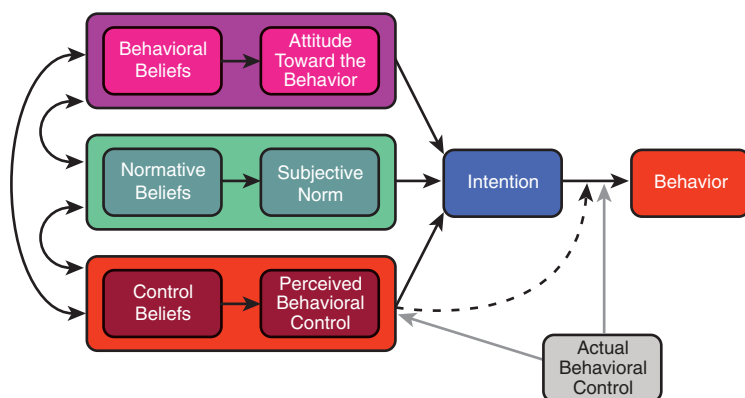 Behavioral
Beliefs
Attitude
Toward the
Behavior
Normative
Beliefs
Subjective
Norm
Intention
Behavior
Control
Beliefs
Perceived
Behavioral
Control
Actual
Behavioral
Control